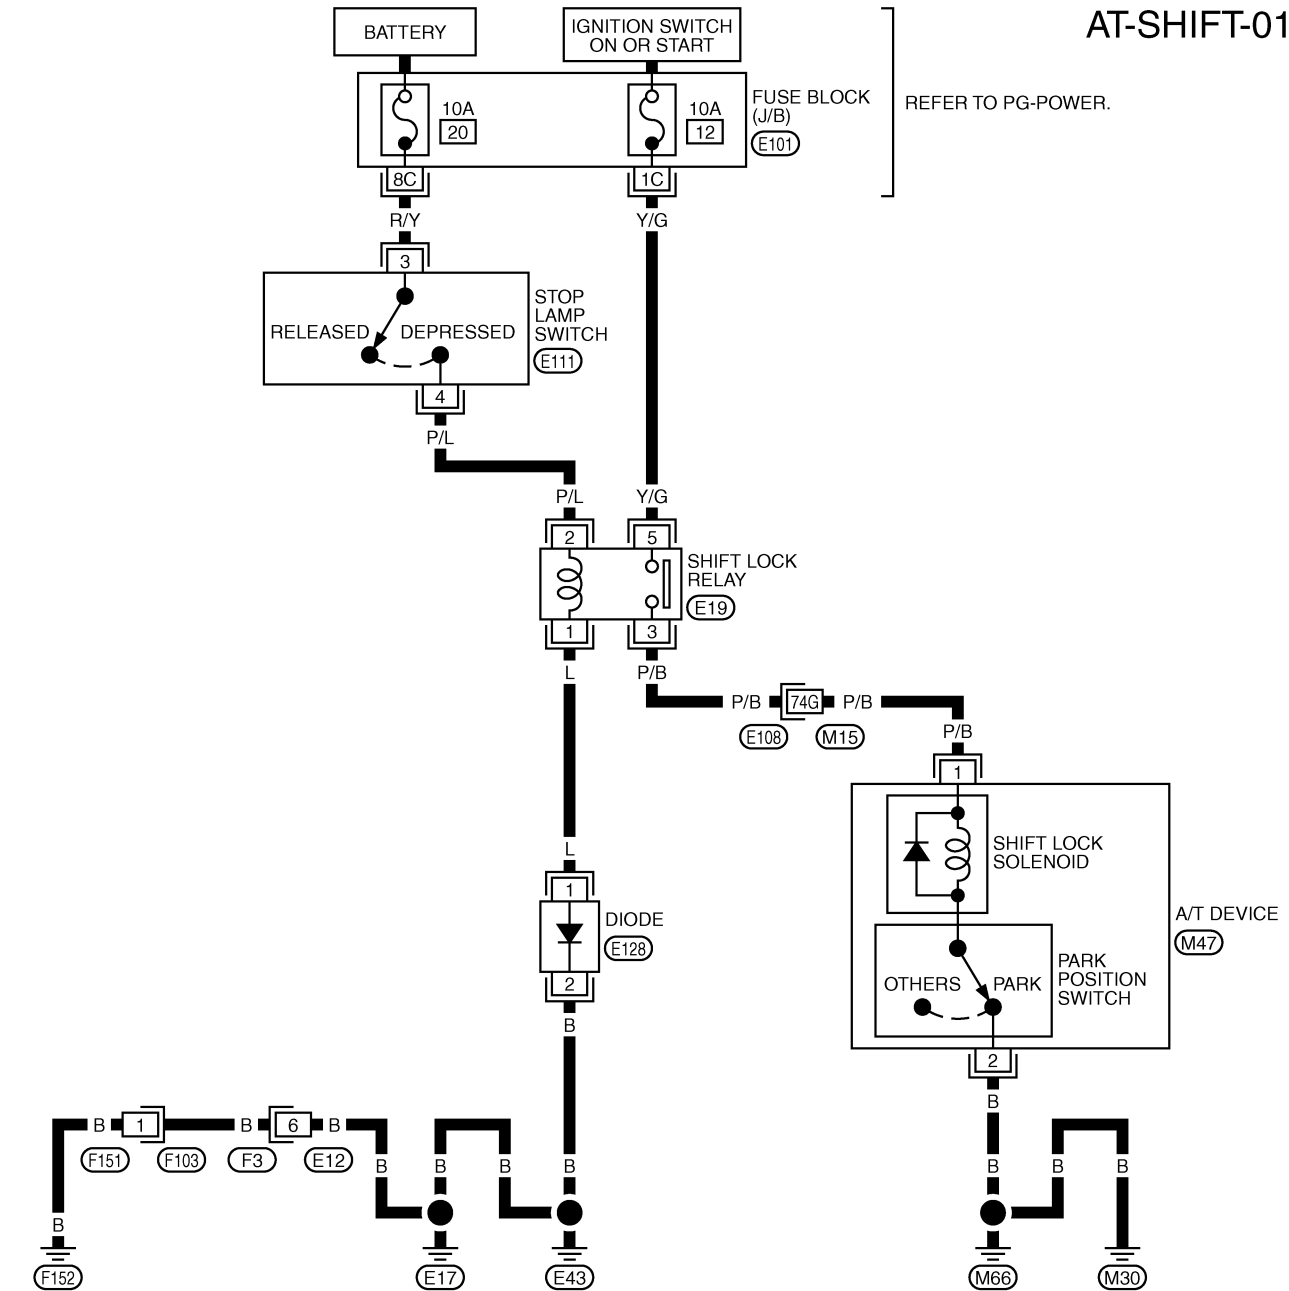 AT-SHIFT-01
BATTERY
IGNITION SWITCH
ON OR START
REFER TO PG-POWER.
FUSE BLOCK
(J/B)
E101
10A
20
10A
12
8C
1C
R/Y
Y/G
3
RELEASED
DEPRESSED
STOP
LAMP
SWITCH
E111
4
P/L
P/L
Y/G
2
5
SHIFT LOCK
RELAY
E19
1
3
L
P/B
P/B
74G
P/B
E108
M15
P/B
1
SHIFT LOCK
SOLENOID
L
1
DIODE
E128
2
B
A/T DEVICE
M47
OTHERS
PARK
PARK
POSITION
SWITCH
2
B
B
1
B
6
B
F151
F103
F3
E12
B
B
B
B
B
B
B
B
F152
E17
E43
M66
M30